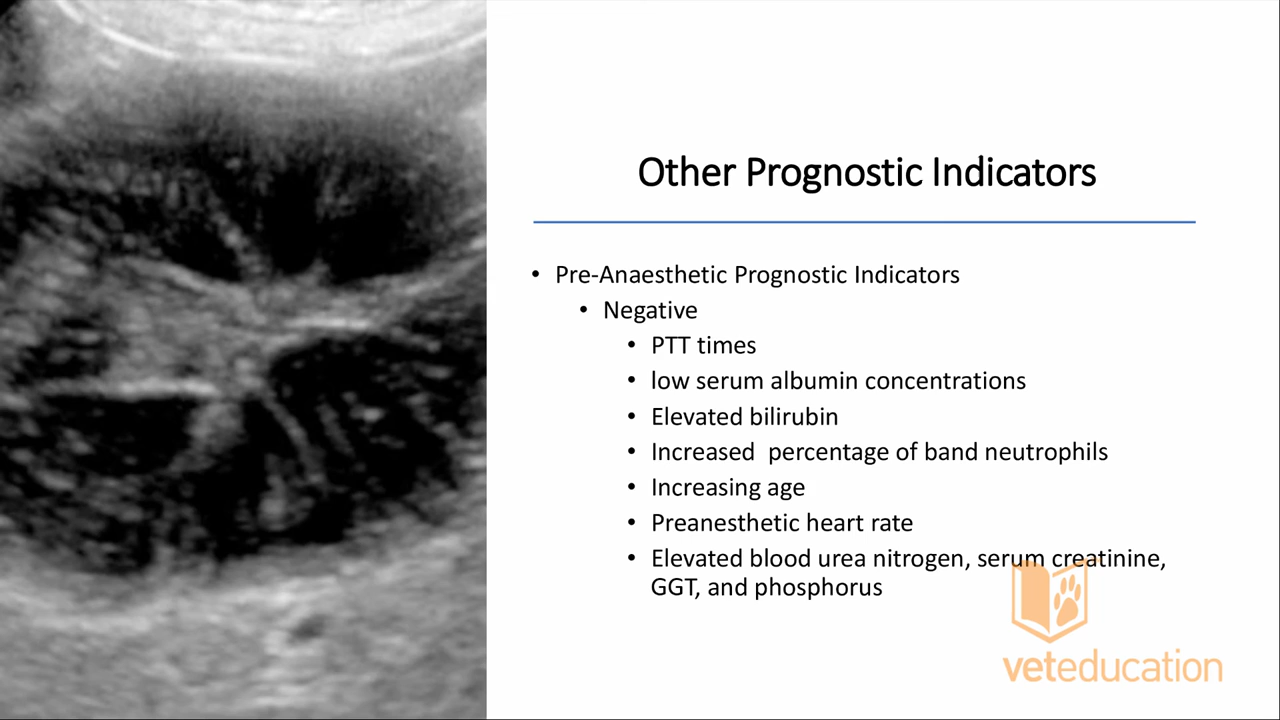 Other Prognostic Indicators
• Pre-Anaesthetic Prognostic Indicators
• Negative
• PTT times
• low serum albumin concentrations
• Elevated bilirubin
• Increased  percentage of band neutrophils
• Increasing age
• Preanesthetic heart rate
• Elevated blood urea nitrogen, serum creatinine,
GGT, and phosphorus
veteducation